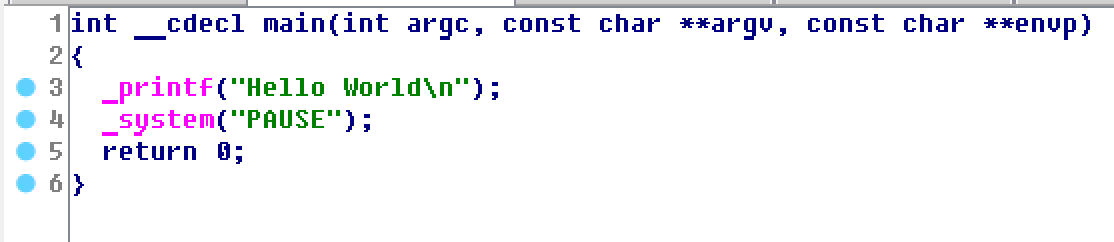 1 int __cdecl main(int argc, const char **argv, const char **envp)
2 {
3   _printf("Hello World\n");
4   _system("PAUSE");
5   return 0;
6 }